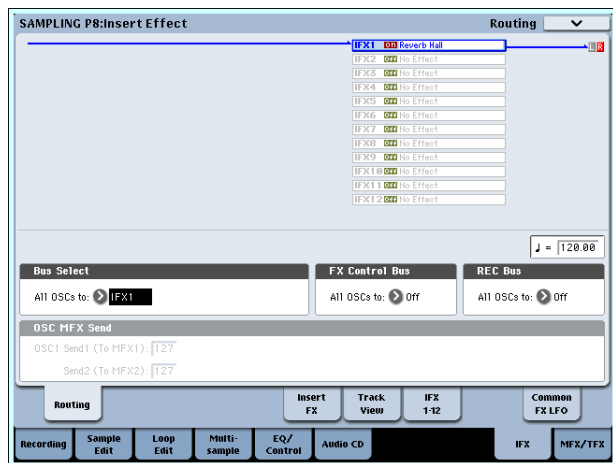 SAMPLING P8:Insert Effect Routing
IFX1 On Reverb Hall
L R
IFX2 Off No Effect
IFX3 Off No Effect
IFX4 Off No Effect
IFX5 Off No Effect
IFX6 Off No Effect
IFX7 Off No Effect
IFX8 Off No Effect
IFX9 Off No Effect
IFX10 Off No Effect
IFX11 Off No Effect
IFX12 Off No Effect
♩ = 120.00
Bus Select
All OSCs to: IFX1
FX Control Bus
All OSCs to: Off
REC Bus
All OSCs to: Off
OSC MFX Send
OSC1 Send1 (To MFX1): 127
Send2 (To MFX2): 127
Routing
Insert
FX
Track
View
IFX
1-12
Common
FX LFO
Recording
Sample
Edit
Loop
Edit
Multi-
sample
EQ/
Control
Audio CD
IFX
MFX/TFX